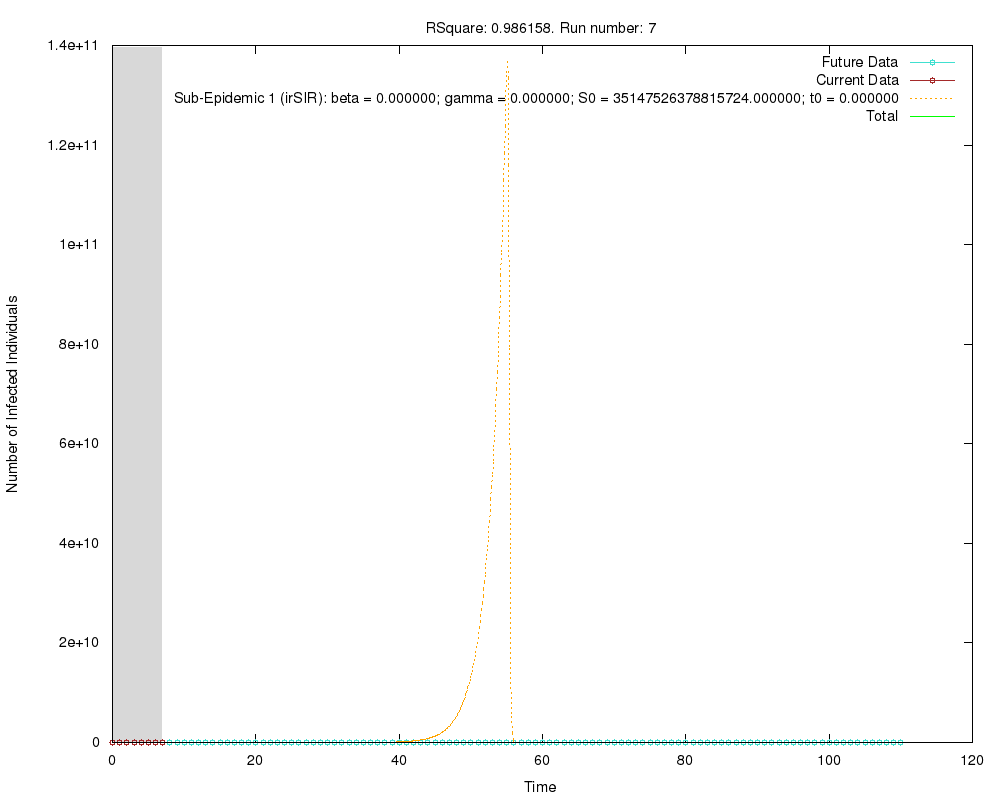 RSquare: 0.986158. Run number: 7
1.4e+11
Future Data
Current Data
Sub-Epidemic 1 (irSIR): beta = 0.000000; gamma = 0.000000; S0 = 35147526378815724.000000; t0 = 0.000000
Total
1.2e+11
1e+11
8e+10
6e+10
4e+10
2e+10
0
Number of Infected Individuals
0 20 40 60 80 100 120
Time